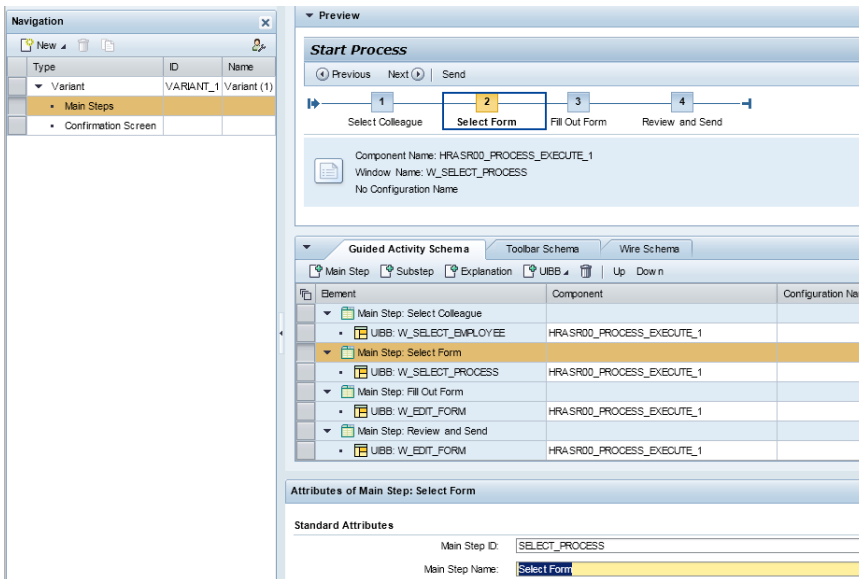 Navigation
New
Type ID Name
Variant VARIANT_1 Variant (1)
Main Steps
Confirmation Screen
Preview
Start Process
Previous Next Send
1 2 3 4
Select Colleague Select Form Fill Out Form Review and Send
Component Name: HRASR00_PROCESS_EXECUTE_1
Window Name: W_SELECT_PROCESS
No Configuration Name
Guided Activity Schema Toolbar Schema Wire Schema
Main Step Substep Explanation UIBB Up Down
Element Component Configuration Na
Main Step: Select Colleague
UIBB: W_SELECT_EMPLOYEE HRASR00_PROCESS_EXECUTE_1
Main Step: Select Form
UIBB: W_SELECT_PROCESS HRASR00_PROCESS_EXECUTE_1
Main Step: Fill Out Form
UIBB: W_EDIT_FORM HRASR00_PROCESS_EXECUTE_1
Main Step: Review and Send
UIBB: W_EDIT_FORM HRASR00_PROCESS_EXECUTE_1
Attributes of Main Step: Select Form
Standard Attributes
Main Step ID: SELECT_PROCESS
Main Step Name: Select Form